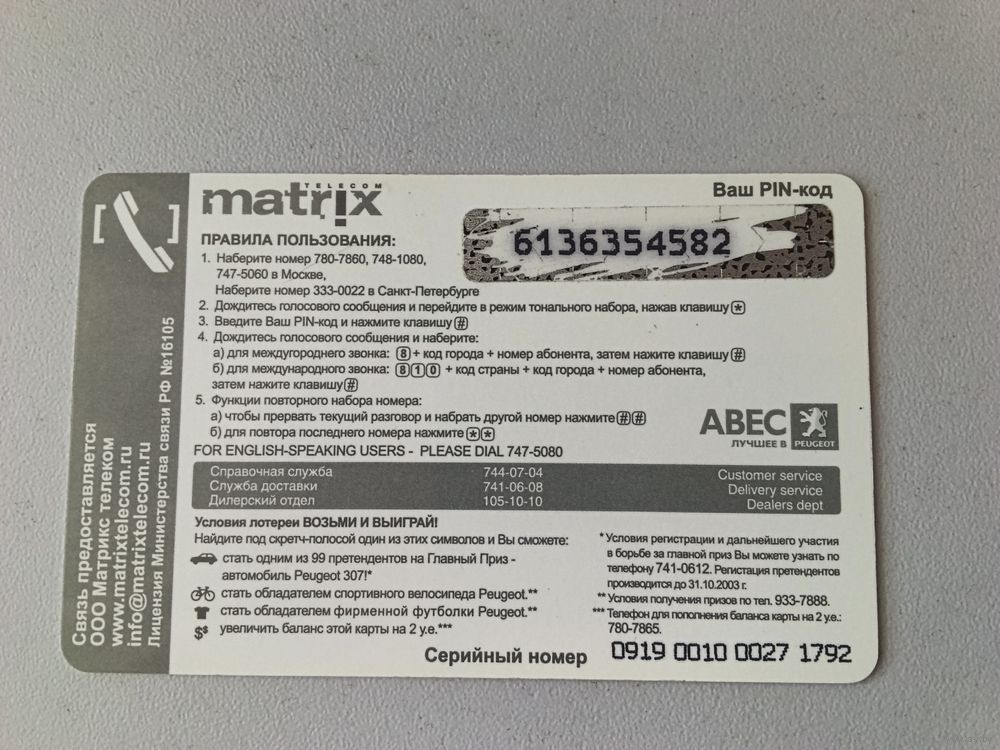 TELECOM
matrix
Ваш PIN-код
6136354582
ПРАВИЛА ПОЛЬЗОВАНИЯ:
1. Наберите номер 780-7860, 748-1080,
747-5060 в Москве,
Наберите номер 333-0022 в Санкт-Петербурге
2. Дождитесь голосового сообщения и перейдите в режим тонального набора, нажав клавишу *
3. Введите Ваш PIN-код и нажмите клавишу #
4. Дождитесь голосового сообщения и наберите:
а) для междугороднего звонка: 8 + код города + номер абонента, затем нажмите клавишу #
б) для международного звонка: 8 1 0 + код страны + код города + номер абонента,
затем нажмите клавишу #
5. Функции повторного набора номера:
а) чтобы прервать текущий разговор и набрать другой номер нажмите # #
б) для повтора последнего номера нажмите * *
FOR ENGLISH-SPEAKING USERS - PLEASE DIAL 747-5080
АВЕС
ЛУЧШЕЕ В
PEUGEOT
Справочная служба 744-07-04 Customer service
Служба доставки 741-06-08 Delivery service
Дилерский отдел 105-10-10 Dealers dept
Условия лотереи ВОЗЬМИ И ВЫИГРАЙ!
Найдите под скретч-полосой один из этих символов и Вы сможете:
стать одним из 99 претендентов на Главный Приз -
автомобиль Peugeot 307!*
стать обладателем спортивного велосипеда Peugeot.**
стать обладателем фирменной футболки Peugeot.**
$$ увеличить баланс этой карты на 2 у.е.***
* Условия регистрации и дальнейшего участия
в борьбе за главной приз Вы можете узнать по
телефону 741-0612. Регистация претендентов
производится до 31.10.2003 г.
** Условия получения призов по тел. 933-7888.
*** Телефон для пополнения баланса карты на 2 у.е.:
780-7865.
Серийный номер 0919 0010 0027 1792
Связь предоставляется
ООО Матрикс телеком
www.matrixtelecom.ru
info@matrixtelecom.ru
Лицензия Министерства связи РФ №16105